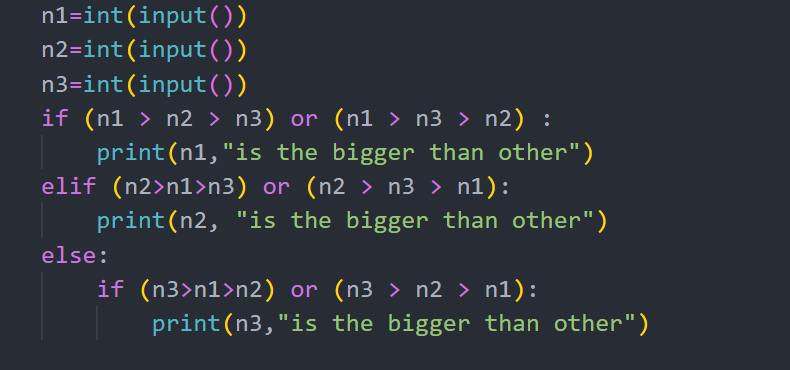 n1=int(input())
n2=int(input())
n3=int(input())
if (n1 > n2 > n3) or (n1 > n3 > n2) :
    print(n1,"is the bigger than other")
elif (n2>n1>n3) or (n2 > n3 > n1):
    print(n2, "is the bigger than other")
else:
    if (n3>n1>n2) or (n3 > n2 > n1):
        print(n3,"is the bigger than other")